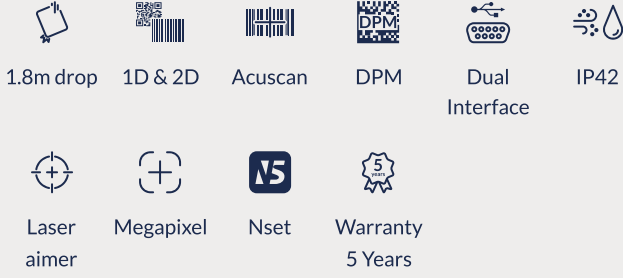 DPM
1.8m drop
1D & 2D
Acuscan
DPM
Dual
Interface
IP42
N5
5
years
Laser
aimer
Megapixel
Nset
Warranty
5 Years